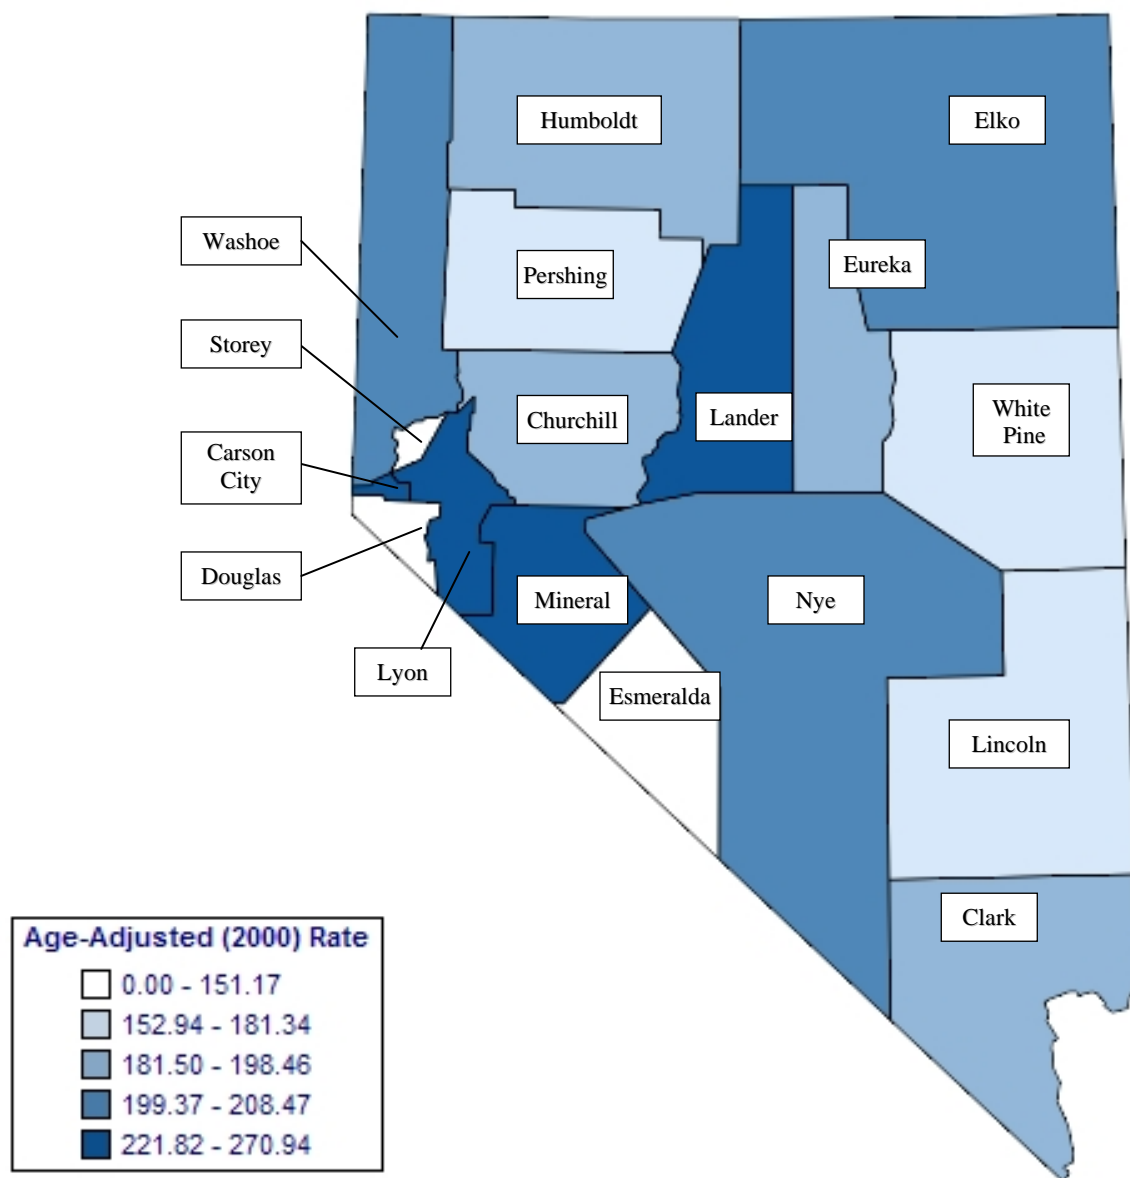 Humboldt
Elko
Washoe
Eureka
Pershing
Storey
Churchill
Lander
White
Pine
Carson
City
Douglas
Mineral
Nye
Lyon
Esmeralda
Lincoln
Clark
Age-Adjusted (2000) Rate
0.00 - 151.17
152.94 - 181.34
181.50 - 198.46
199.37 - 208.47
221.82 - 270.94